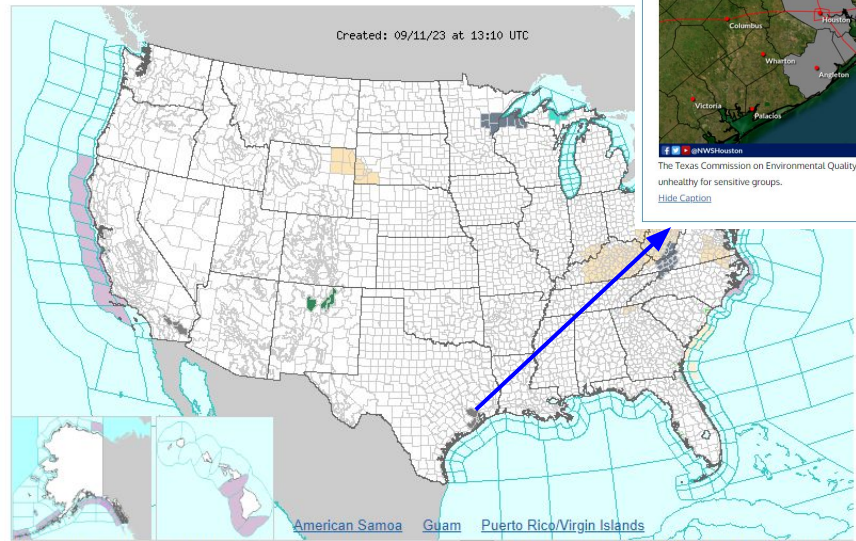 Created: 09/11/23 at 13:10 UTC
Houston
Columbus
Wharton
Angleton
Victoria
Palacios
@NWSHouston
The Texas Commission on Environmental Quality
unhealthy for sensitive groups.
Hide Caption
American Samoa Guam Puerto Rico/Virgin Islands